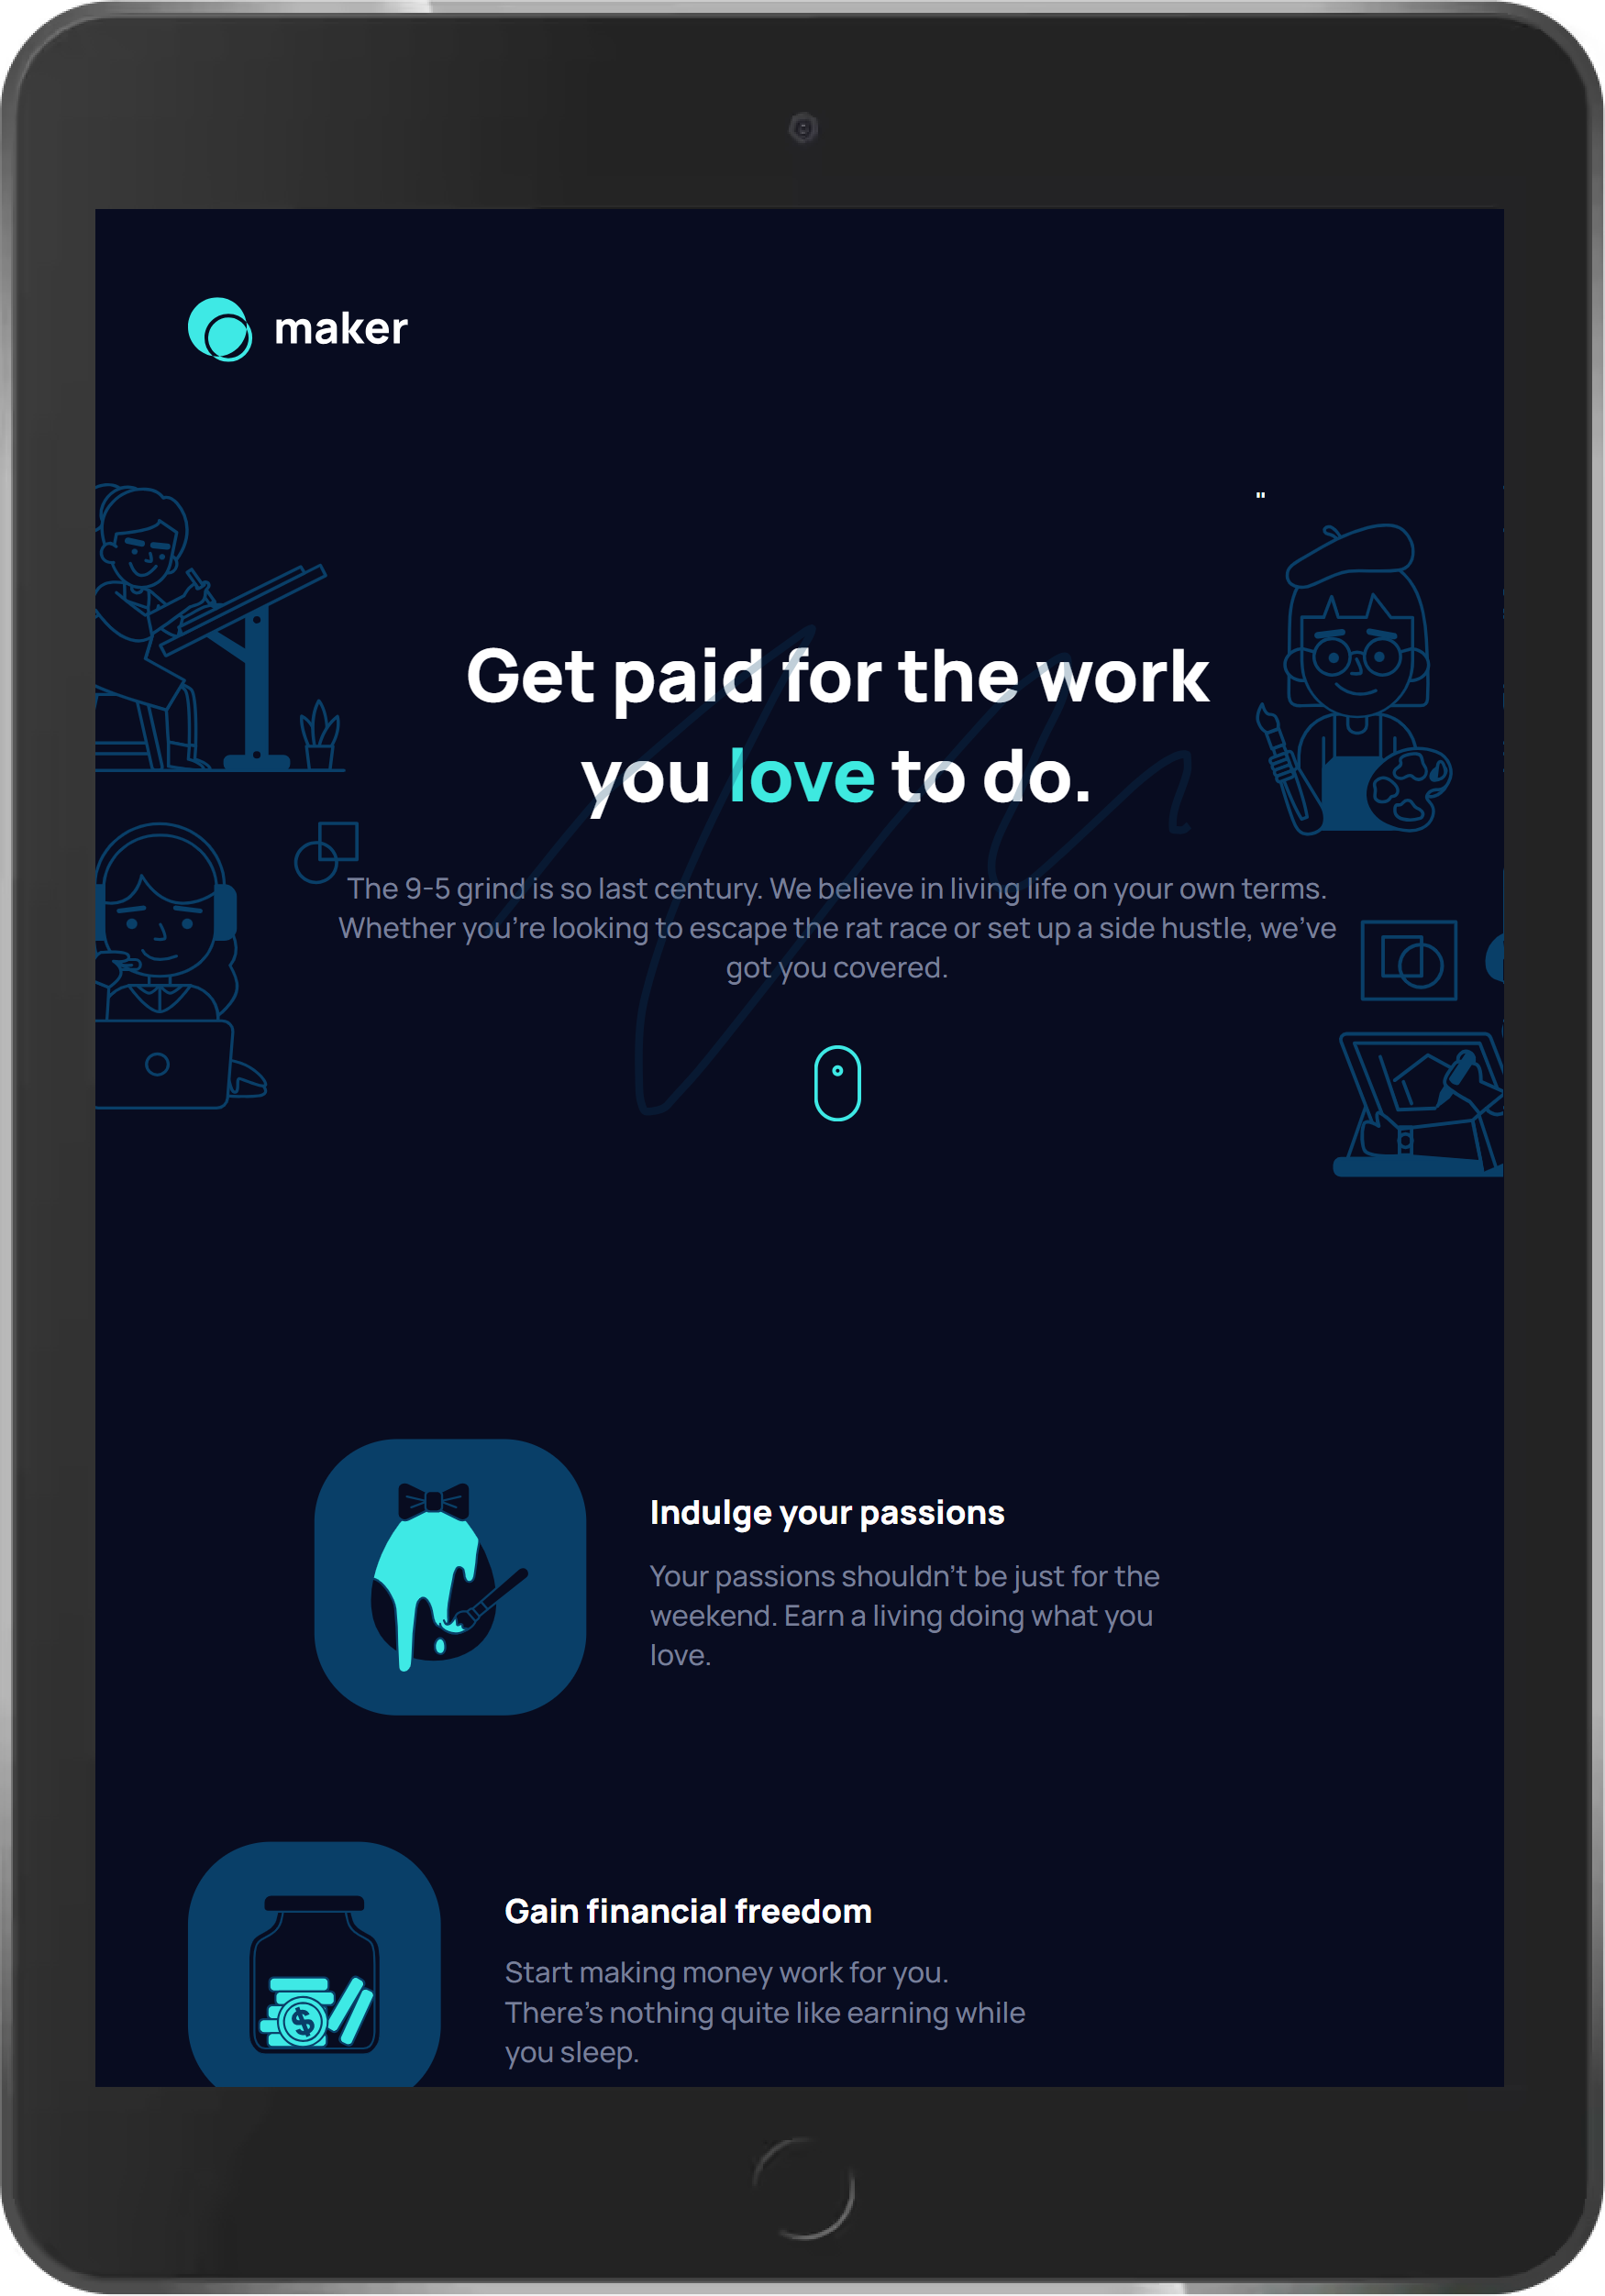 maker
"
Get paid for the work
you love to do.
The 9-5 grind is so last century. We believe in living life on your own terms.
Whether you’re looking to escape the rat race or set up a side hustle, we’ve
got you covered.
Indulge your passions
Your passions shouldn’t be just for the
weekend. Earn a living doing what you
love.
Gain financial freedom
Start making money work for you.
There’s nothing quite like earning while
you sleep.
$